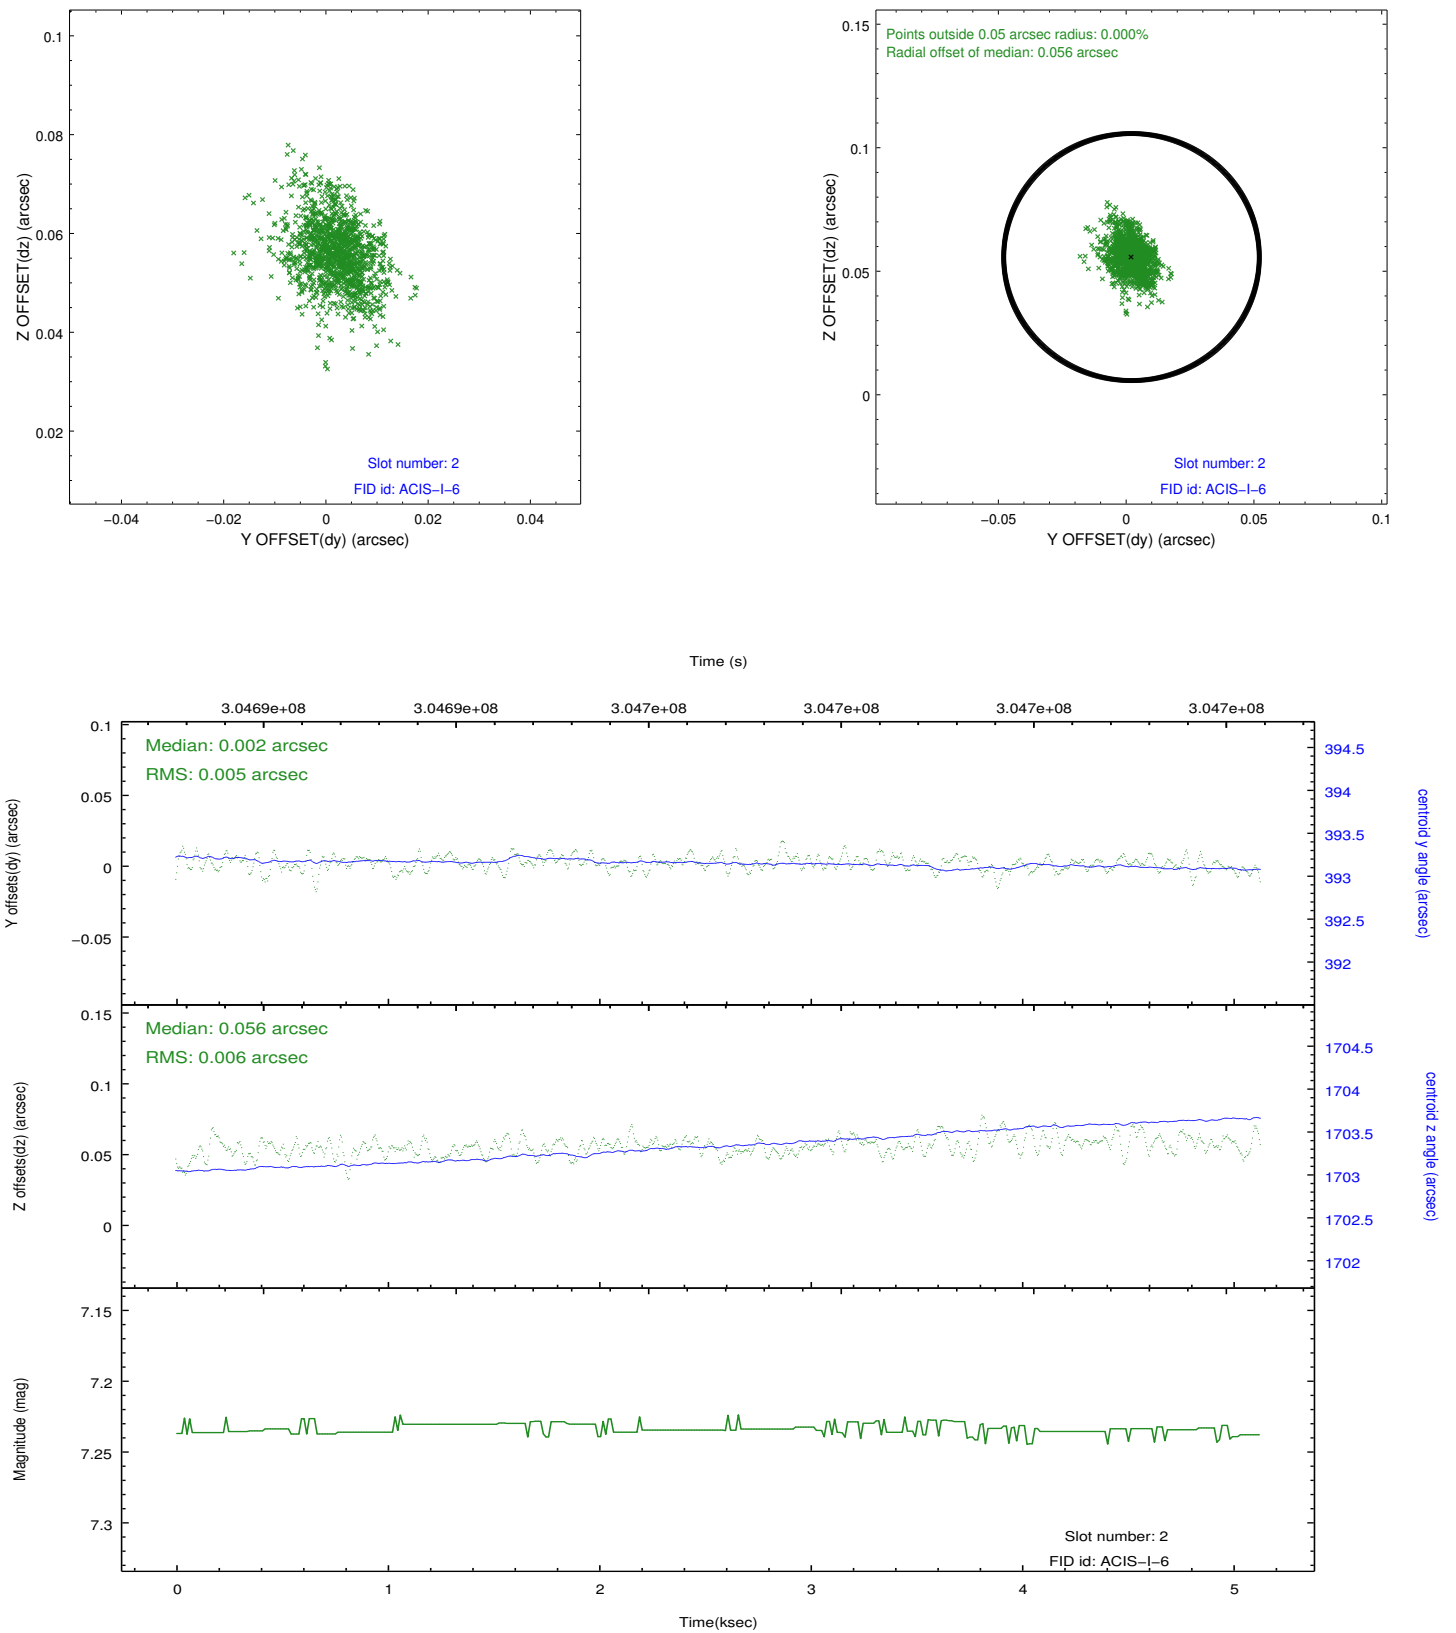 0.1
0.08
0.06
0.04
0.02
Z OFFSET(dz) (arcsec)
Slot number: 2
FID id: ACIS−I−6
−0.04 −0.02 0 0.02 0.04
Y OFFSET(dy) (arcsec)
Points outside 0.05 arcsec radius: 0.000%
Radial offset of median: 0.056 arcsec
0.15
0.1
0.05
0
Z OFFSET(dz) (arcsec)
Slot number: 2
FID id: ACIS−I−6
−0.05 0 0.05 0.1
Y OFFSET(dy) (arcsec)
Time (s)
3.0469e+08 3.0469e+08 3.047e+08 3.047e+08 3.047e+08 3.047e+08
Median: 0.002 arcsec
RMS: 0.005 arcsec
0.1
0.05
0
−0.05
Y offsets(dy) (arcsec)
394.5
394
393.5
393
392.5
392
centroid y angle (arcsec)
Median: 0.056 arcsec
RMS: 0.006 arcsec
0.15
0.1
0.05
0
Z offsets(dz) (arcsec)
1704.5
1704
1703.5
1703
1702.5
1702
centroid z angle (arcsec)
7.15
7.2
7.25
7.3
Magnitude (mag)
Slot number: 2
FID id: ACIS−I−6
0 1 2 3 4 5
Time(ksec)